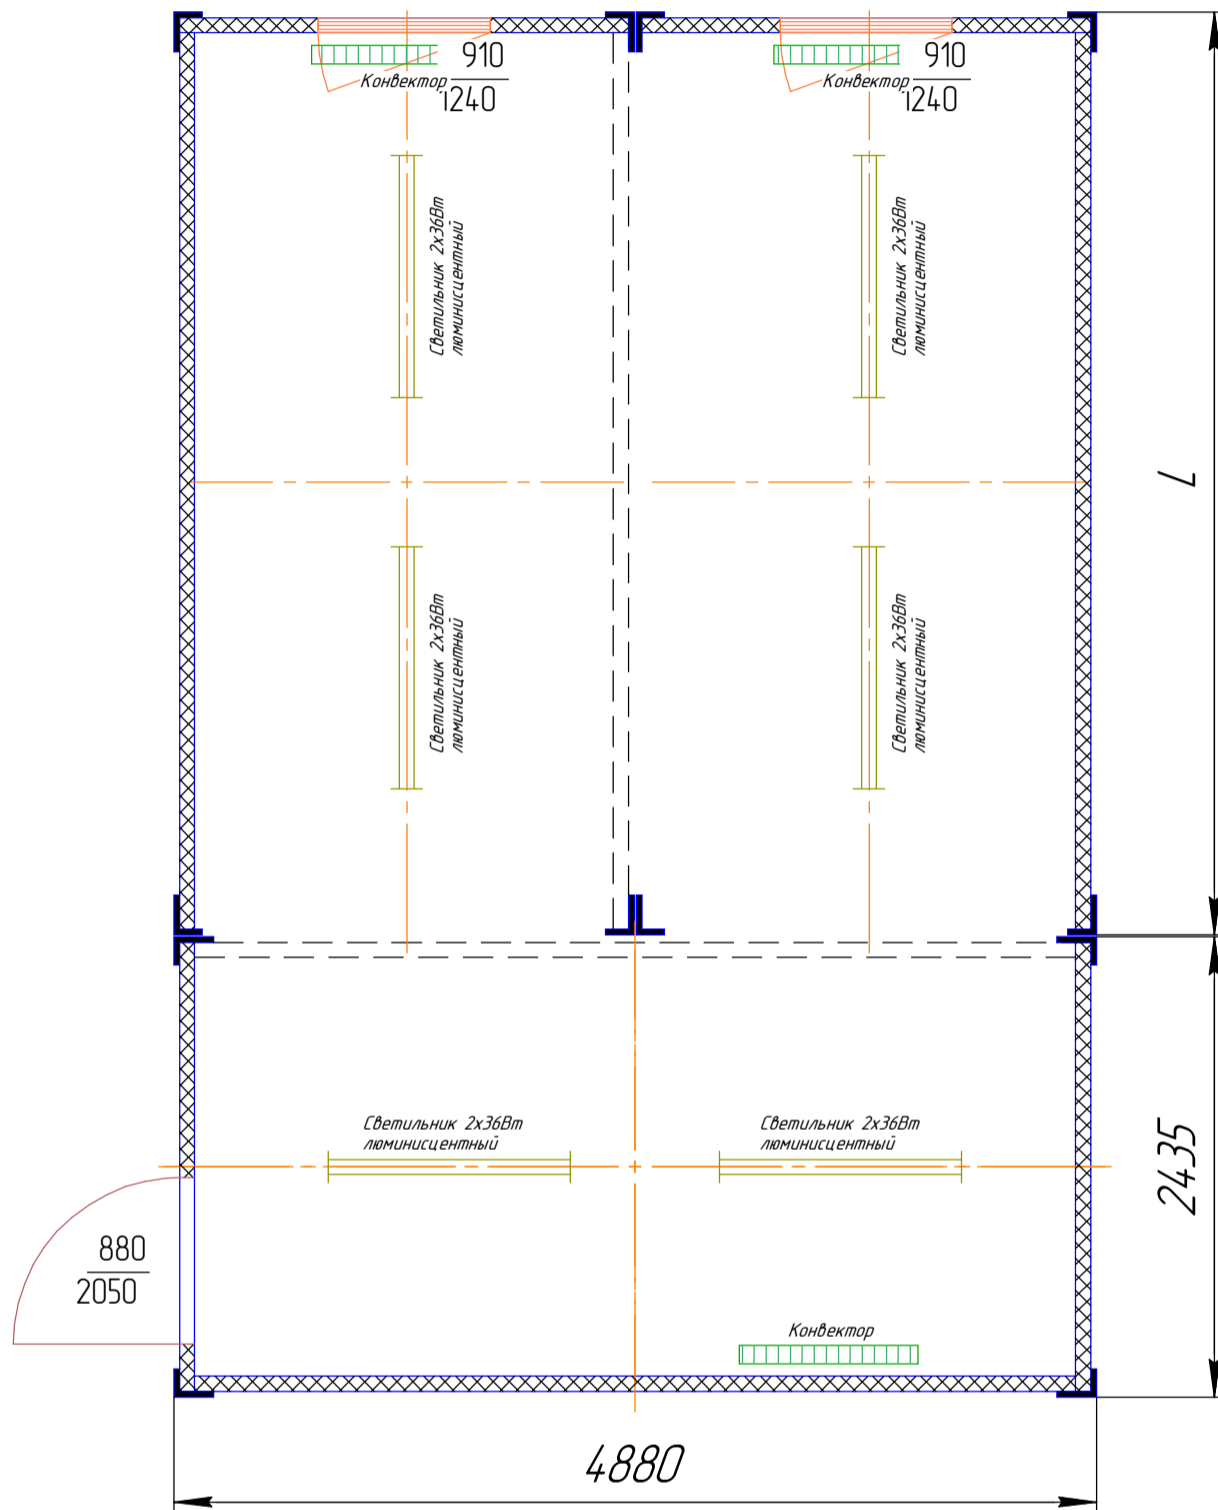 910
Конвектор
1240
910
Конвектор
1240
Светильник 2х36Вт
люминисцентный
Светильник 2х36Вт
люминисцентный
L
Светильник 2х36Вт
люминисцентный
Светильник 2х36Вт
люминисцентный
Светильник 2х36Вт
люминисцентный
Светильник 2х36Вт
люминисцентный
2435
880
2050
Конвектор
4880